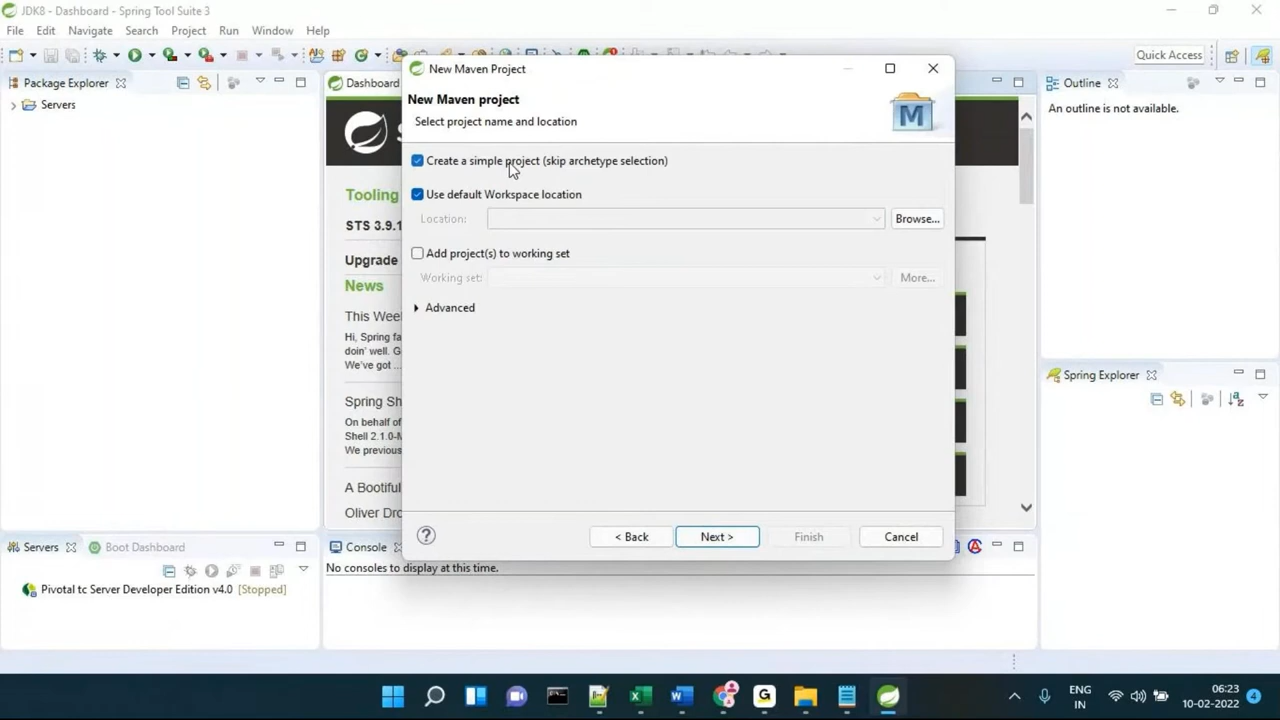 JDK8 - Dashboard - Spring Tool Suite 3
File Edit Navigate Search Project Run Window Help
Quick Access
Package Explorer
Servers
Dashboard
Tooling
STS 3.9.1
Upgrade
News
This Week
Hi, Spring fa
doin' well. G
We've got ...
Spring Sh
On behalf of
Shell 2.1.0-M
We previous
A Bootiful
Oliver Dro
New Maven Project
New Maven project
Select project name and location
M
Create a simple project (skip archetype selection)
Use default Workspace location
Location:
Browse...
Add project(s) to working set
Working set:
More...
Advanced
< Back
Next >
Finish
Cancel
Outline
An outline is not available.
Spring Explorer
Servers
Boot Dashboard
Pivotal tc Server Developer Edition v4.0 [Stopped]
Console
No consoles to display at this time.
ENG
IN
06:23
10-02-2022
4